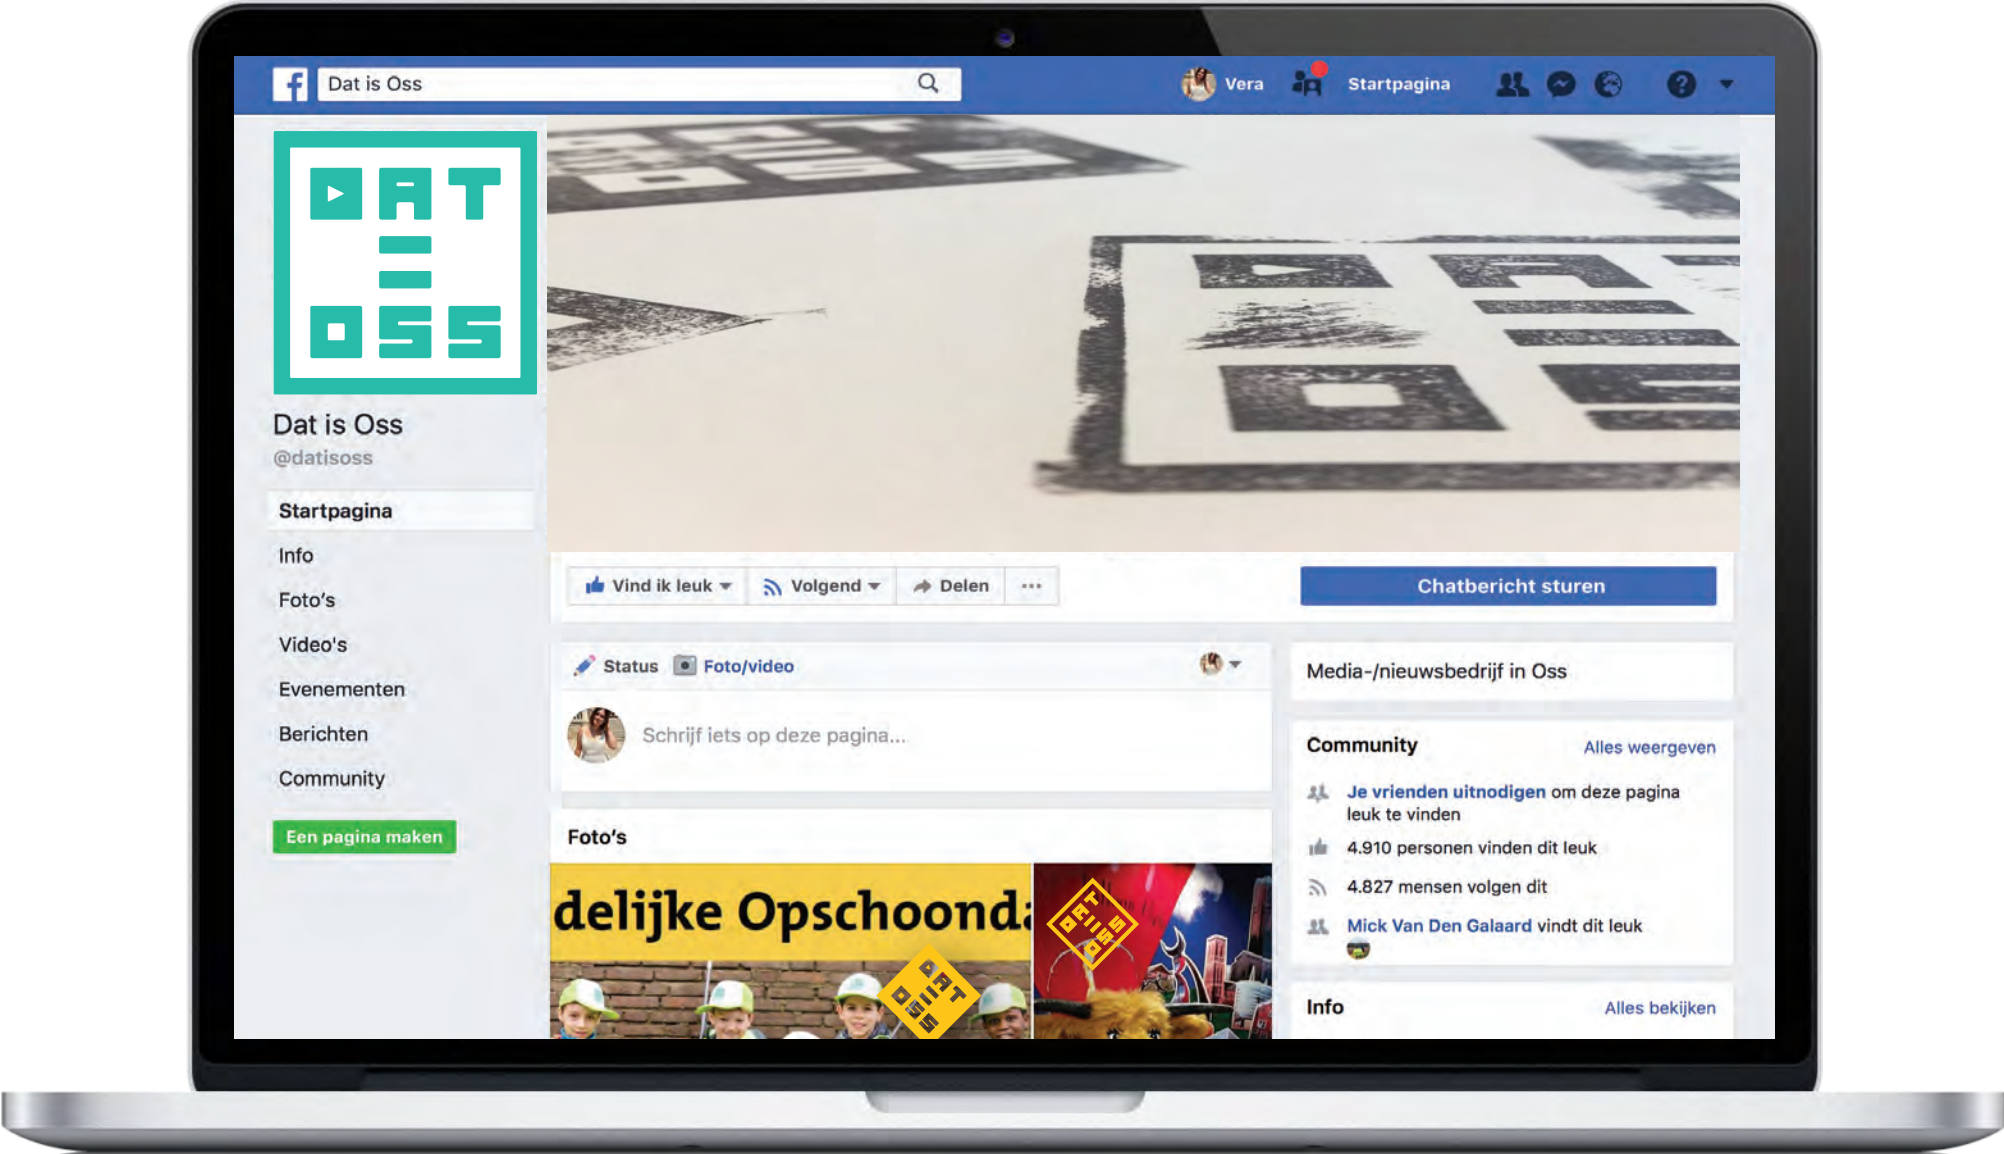 Dat is Oss
Vera
Startpagina
DAT
OSS
Dat is Oss
@datisoss
Startpagina
Info
Foto's
Video's
Evenementen
Berichten
Community
Een pagina maken
Vind ik leuk
Volgend
Delen
Chatbericht sturen
Status
Foto/video
Schrijf iets op deze pagina...
Foto's
delijke Opschoond
DAT
OSS
DAT
OSS
Media-/nieuwsbedrijf in Oss
Community
Alles weergeven
Je vrienden uitnodigen om deze pagina
leuk te vinden
4.910 personen vinden dit leuk
4.827 mensen volgen dit
Mick Van Den Galaard vindt dit leuk
Info
Alles bekijken